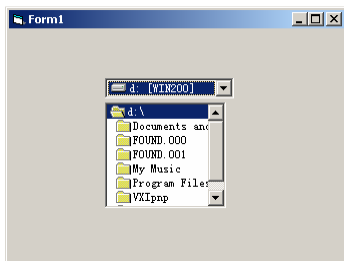 Form1
d: [WIN200]
d:\
Documents and
FOUND.000
FOUND.001
My Music
Program Files
VXIpnp